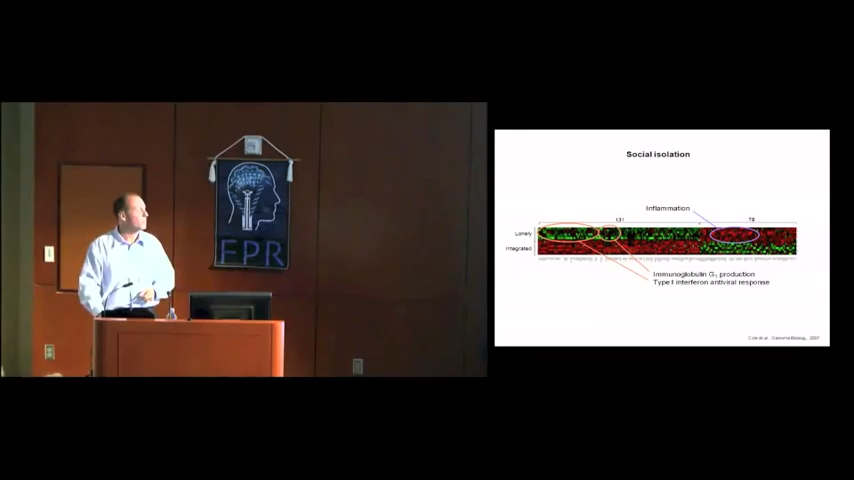 FPR
Social isolation
Inflammation
131
78
Lonely
Integrated
Immunoglobulin G1 production
Type I interferon antiviral response
Cole et al., Genome Biology, 2007